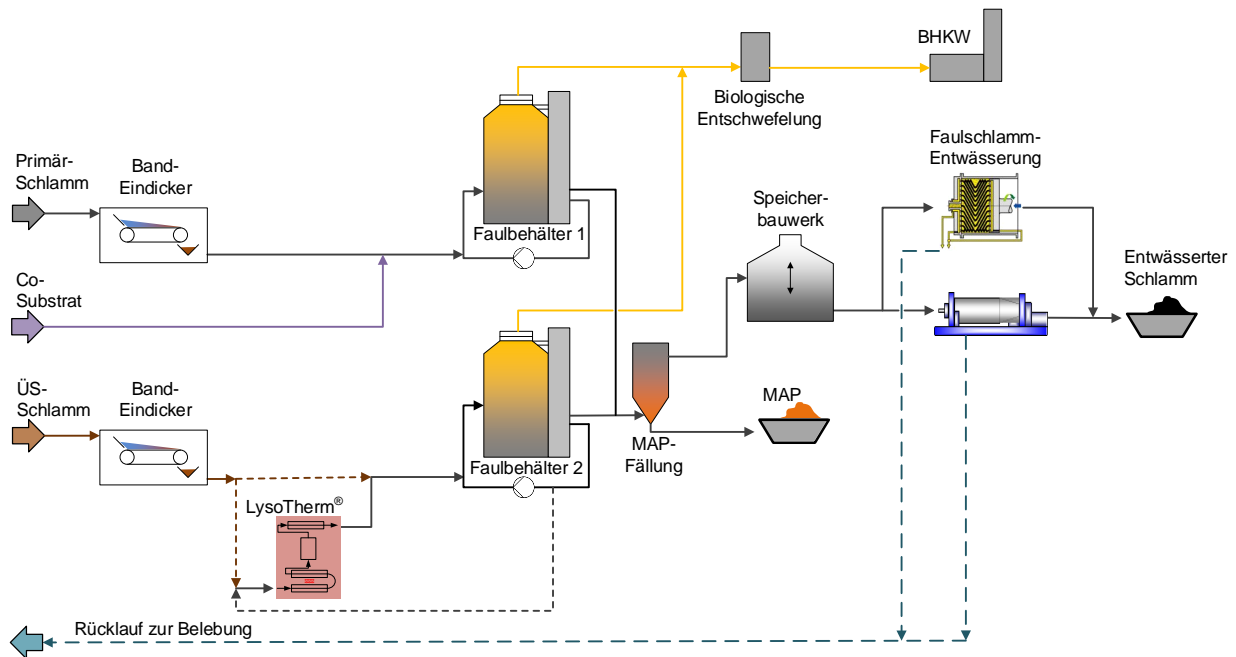 BHKW
Biologische
Entschwefelung
Faulschlamm-
Entwässerung
Primär-
Schlamm
Band-
Eindicker
Speicher-
bauwerk
Faulbehälter 1
Co-
Substrat
Entwässerter
Schlamm
ÜS-
Schlamm
Band-
Eindicker
MAP
MAP-
Fällung
Faulbehälter 2
LysoTherm®
Rücklauf zur Belebung